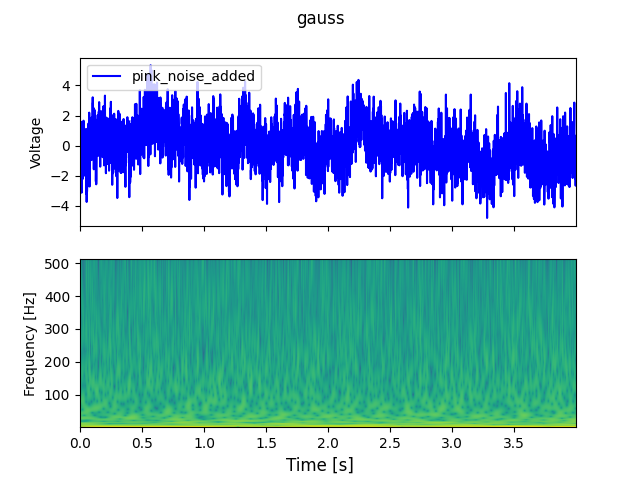 gauss
pink_noise_added
Voltage
4
2
0
−2
−4
Frequency [Hz]
500
400
300
200
100
0.0 0.5 1.0 1.5 2.0 2.5 3.0 3.5
Time [s]